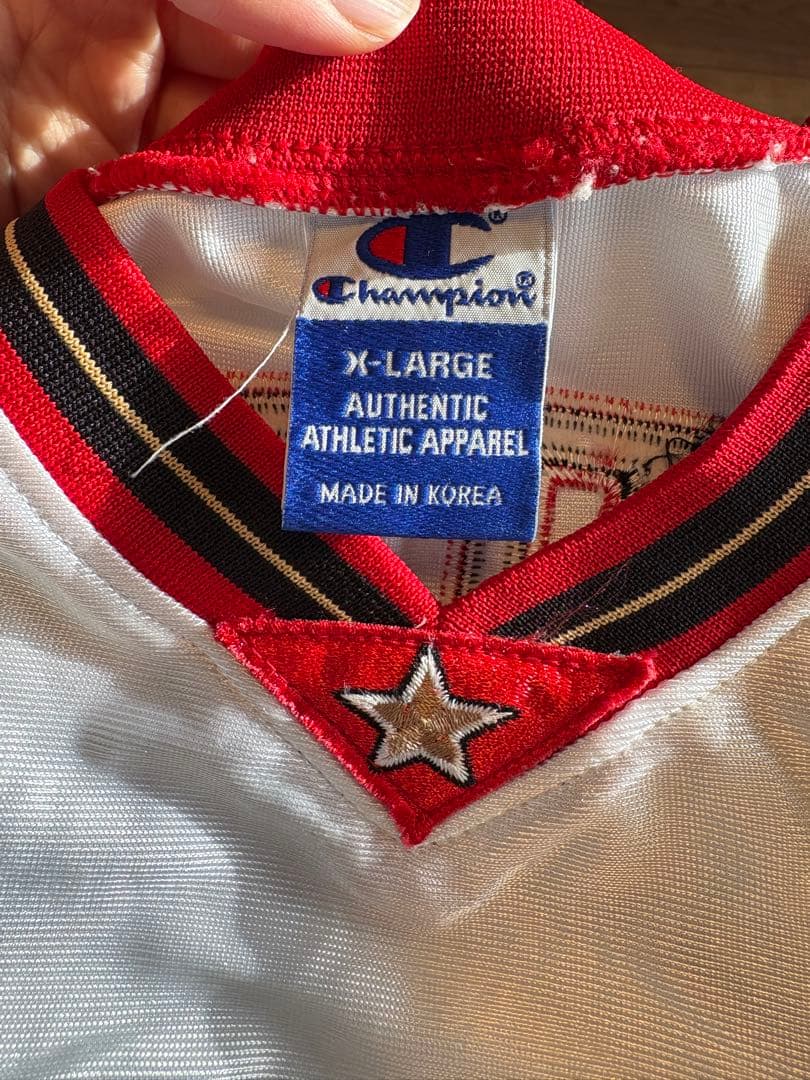 Champion®
X-LARGE
AUTHENTIC
ATHLETIC APPAREL
MADE IN KOREA